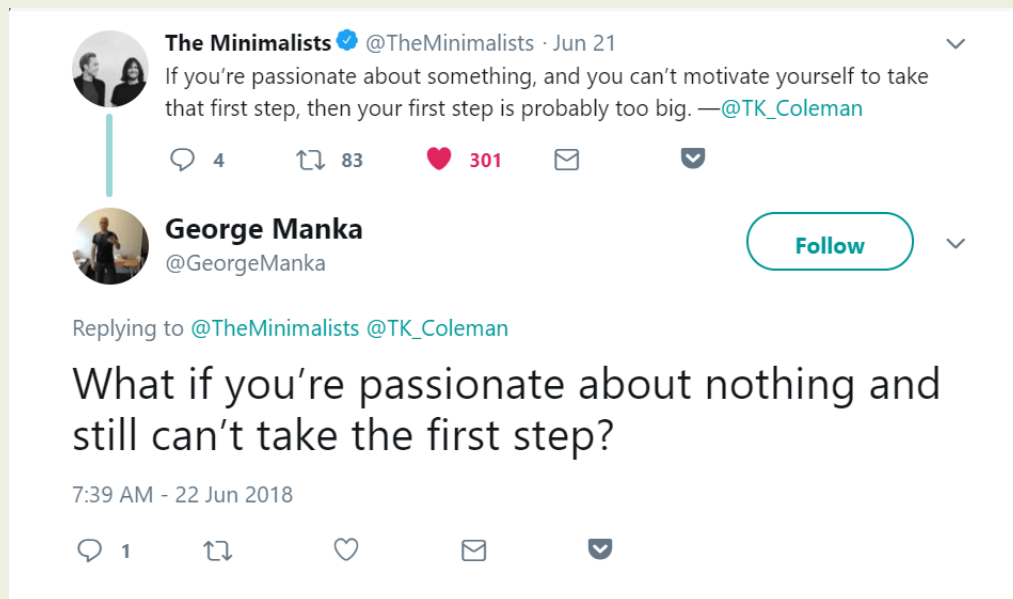 The Minimalists @TheMinimalists · Jun 21
If you’re passionate about something, and you can’t motivate yourself to take
that first step, then your first step is probably too big. —@TK_Coleman
4 83 301
George Manka
@GeorgeManka
Follow
Replying to @TheMinimalists @TK_Coleman
What if you’re passionate about nothing and
still can’t take the first step?
7:39 AM - 22 Jun 2018
1